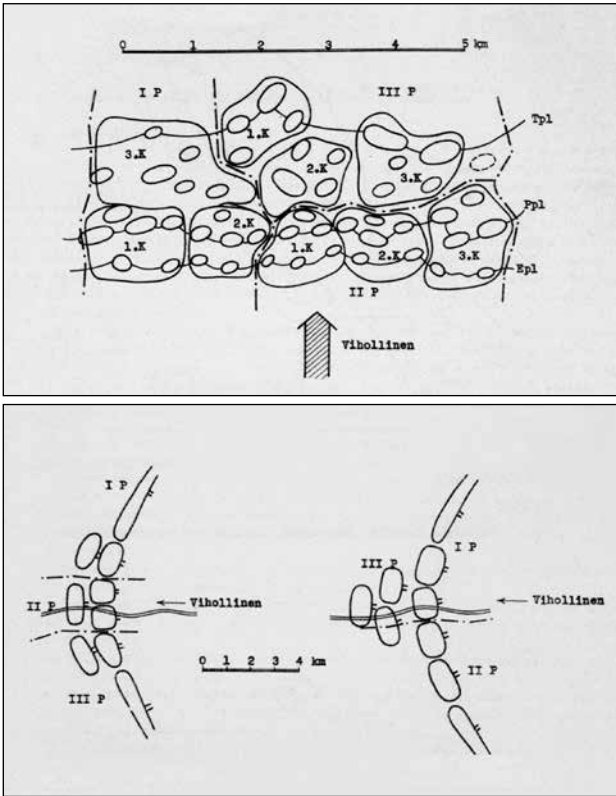 0 1 2 3 4 5 km
I P III P
1.K
Tpl
3.K
2.K
3.K
Ppl
1.K 2.K 1.K 2.K 3.K
Epl
II P
Vihollinen
I P
I P
III P
II P
Vihollinen
Vihollinen
0 1 2 3 4 km
II P
III P